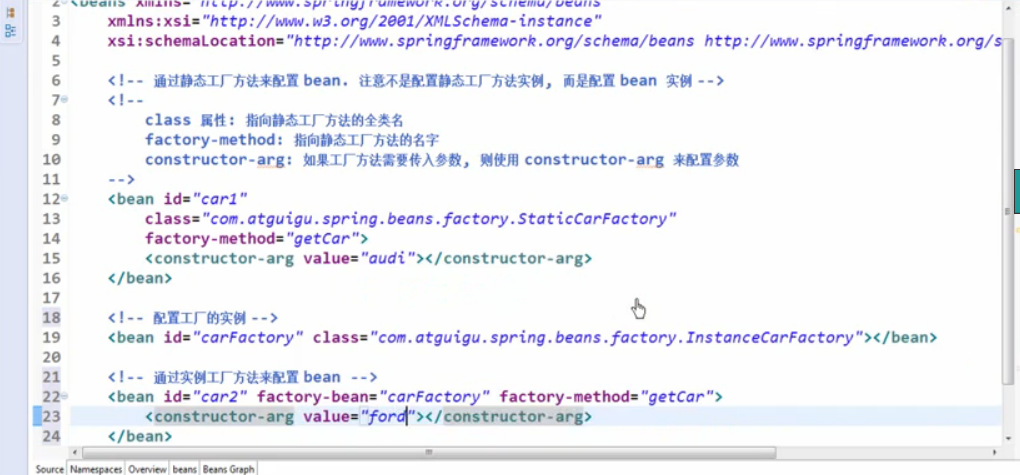 2 <beans xmlns="http://www.springframework.org/schema/beans"
3 xmlns:xsi="http://www.w3.org/2001/XMLSchema-instance"
4 xsi:schemaLocation="http://www.springframework.org/schema/beans http://www.springframework.org/s
5
6 <!-- 通过静态工厂方法来配置 bean. 注意不是配置静态工厂方法实例, 而是配置 bean 实例 -->
7 <!--
8 class 属性: 指向静态工厂方法的全类名
9 factory-method: 指向静态工厂方法的名字
10 constructor-arg: 如果工厂方法需要传入参数, 则使用 constructor-arg 来配置参数
11 -->
12 <bean id="car1"
13 class="com.atguigu.spring.beans.factory.StaticCarFactory"
14 factory-method="getCar">
15 <constructor-arg value="audi"></constructor-arg>
16 </bean>
17
18 <!-- 配置工厂的实例 -->
19 <bean id="carFactory" class="com.atguigu.spring.beans.factory.InstanceCarFactory"></bean>
20
21 <!-- 通过实例工厂方法来配置 bean -->
22 <bean id="car2" factory-bean="carFactory" factory-method="getCar">
23 <constructor-arg value="ford"></constructor-arg>
24 </bean>
Source Namespaces Overview beans Beans Graph